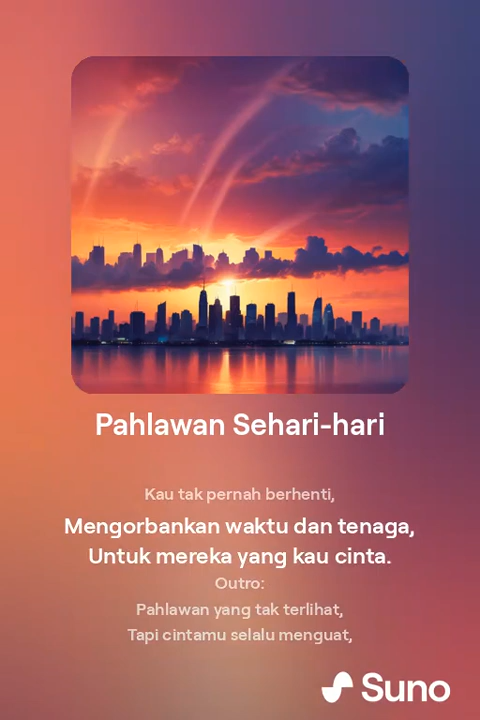 Pahlawan Sehari-hari
Kau tak pernah berhenti,
Mengorbankan waktu dan tenaga,
Untuk mereka yang kau cinta.
Outro:
Pahlawan yang tak terlihat,
Tapi cintamu selalu menguat,
Suno